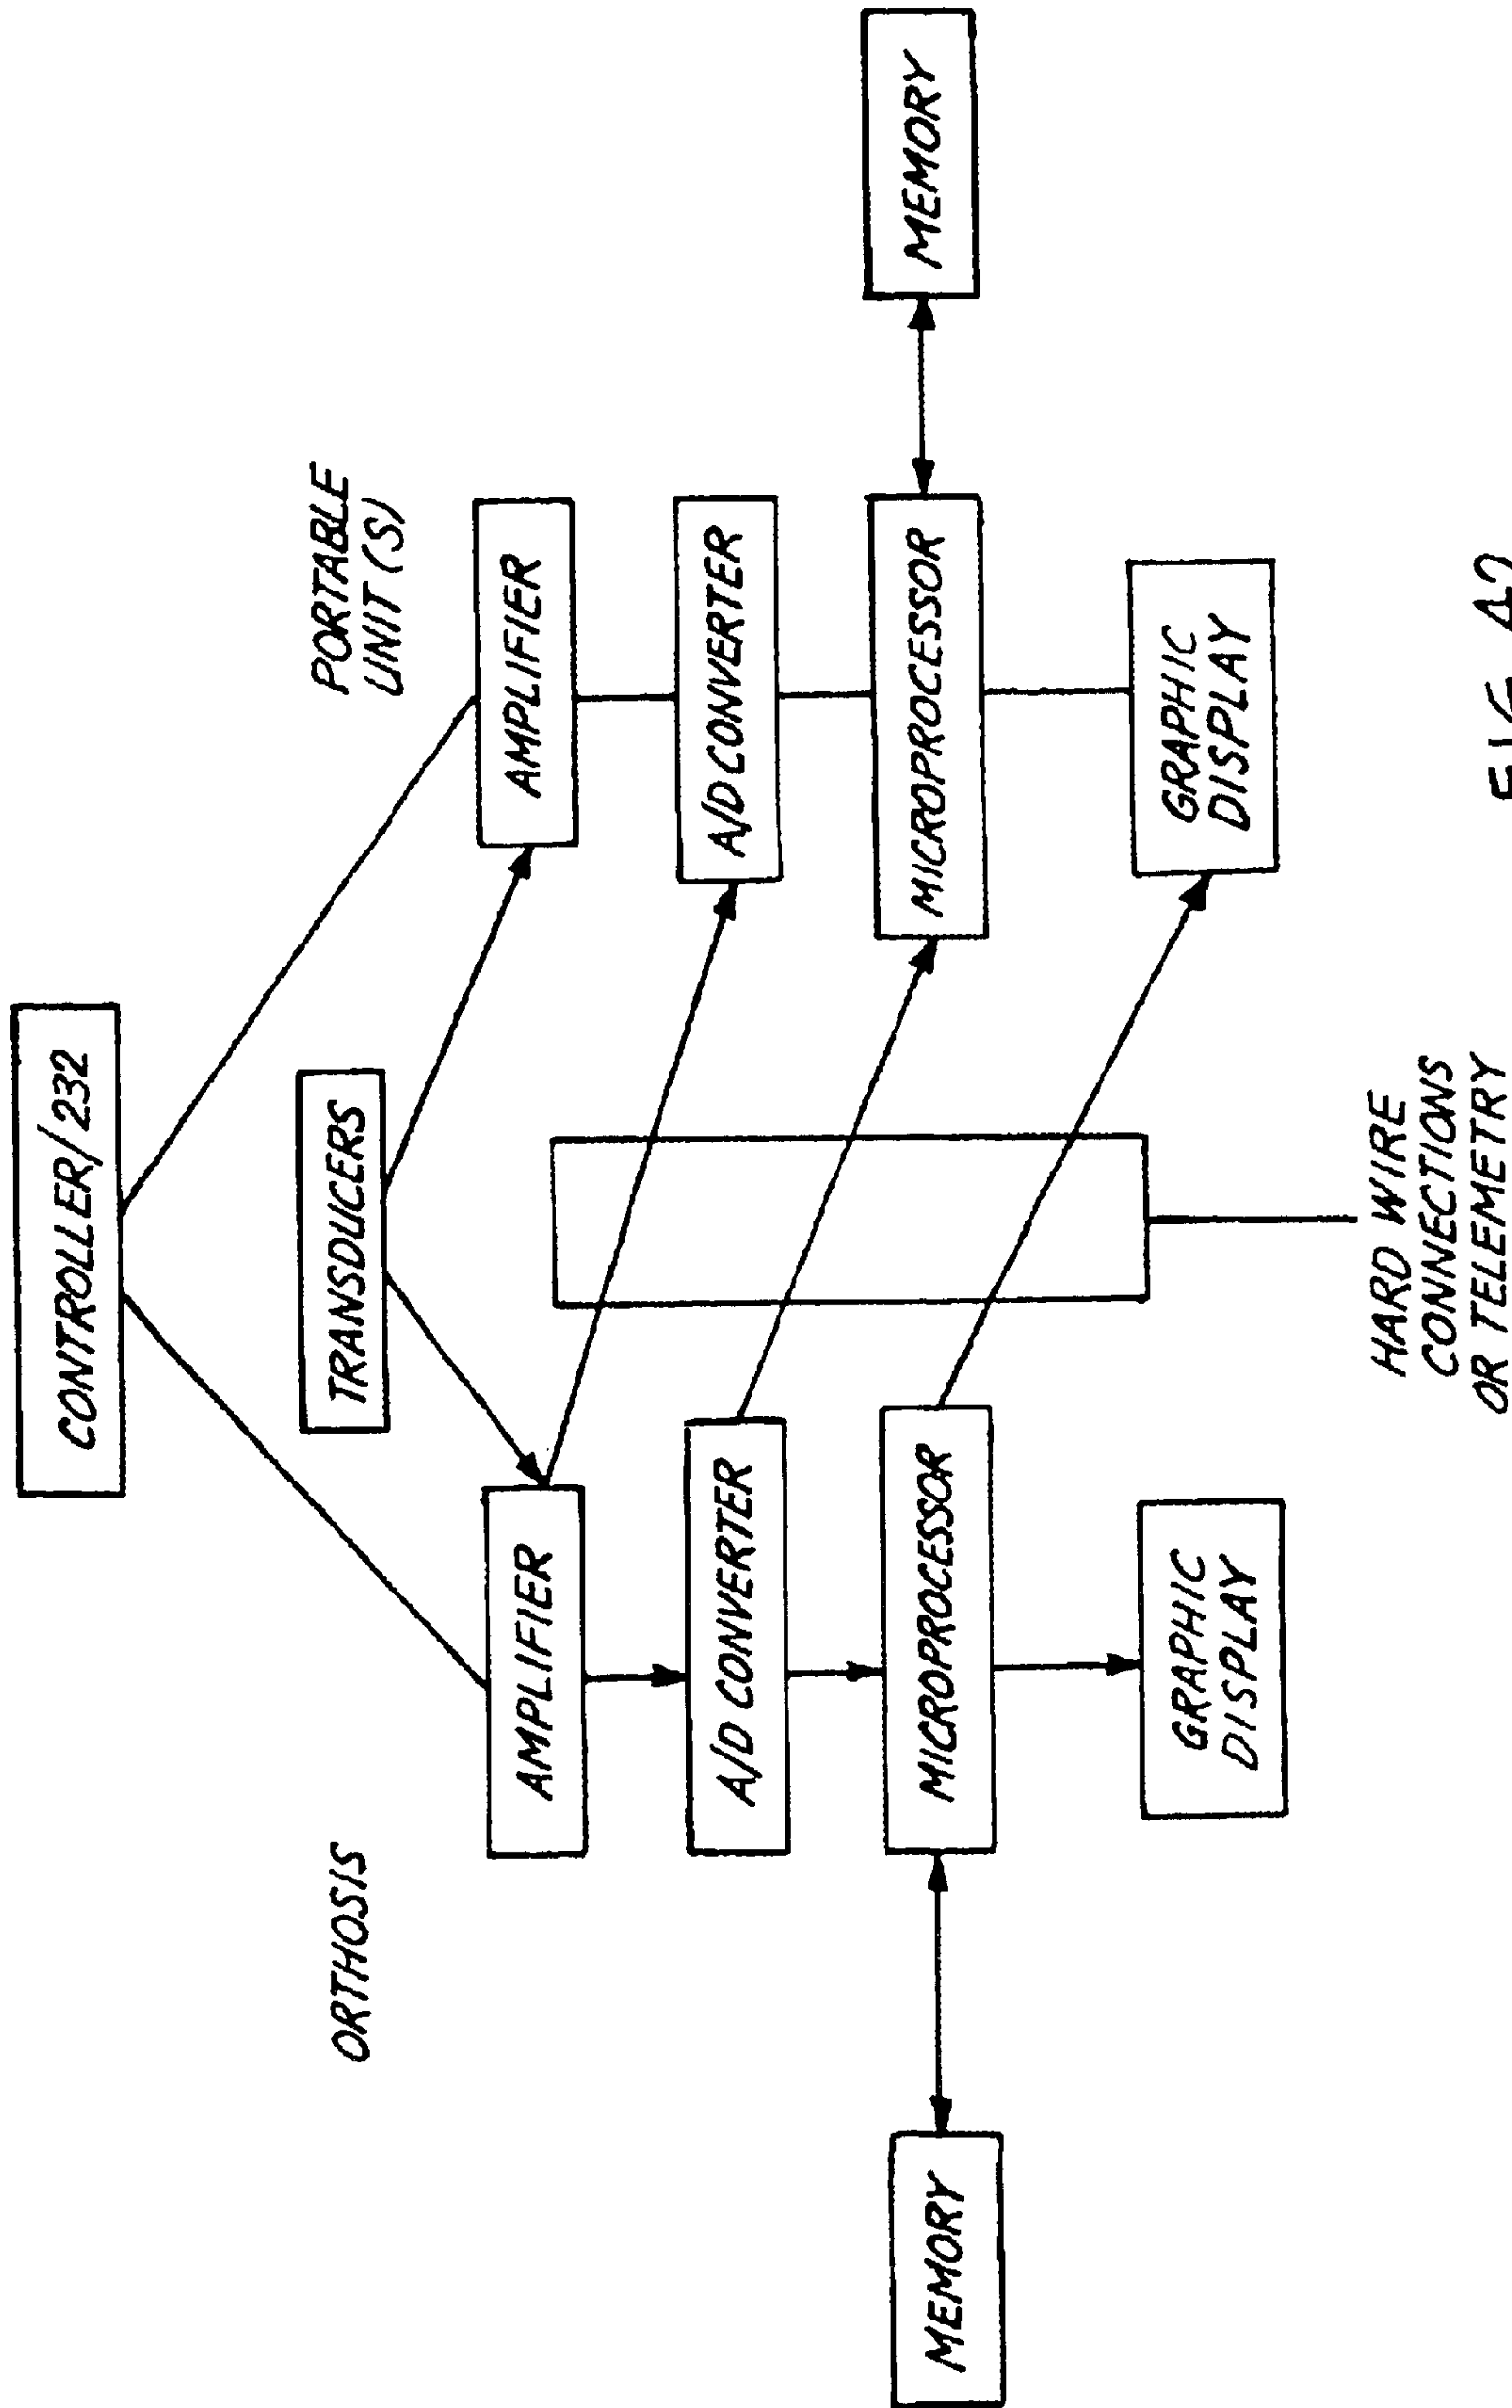 CONTROLLER/232
ORTHOSIS
TRANSDUCERS
PORTABLE
UNIT(S)
AMPLIFIER
AMPLIFIER
A/D CONVERTER
A/D CONVERTER
MEMORY
MICROPROCESSOR
MICROPROCESSOR
MEMORY
GRAPHIC
DISPLAY
GRAPHIC
DISPLAY
HARD WIRE
CONNECTIONS
OR TELEMETRY
FIG.